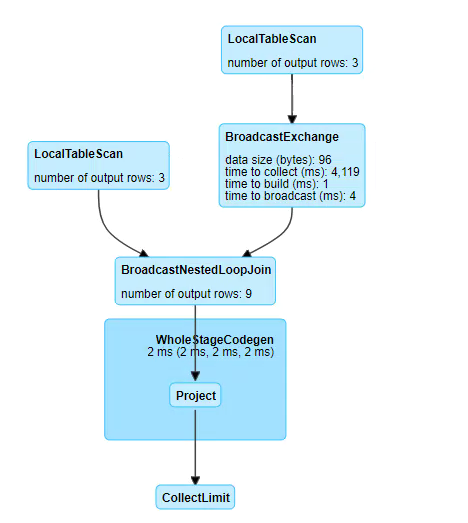 LocalTableScan
number of output rows: 3
BroadcastExchange
data size (bytes): 96
time to collect (ms): 4,119
time to build (ms): 1
time to broadcast (ms): 4
LocalTableScan
number of output rows: 3
BroadcastNestedLoopJoin
number of output rows: 9
WholeStageCodegen
2 ms (2 ms, 2 ms, 2 ms)
Project
CollectLimit